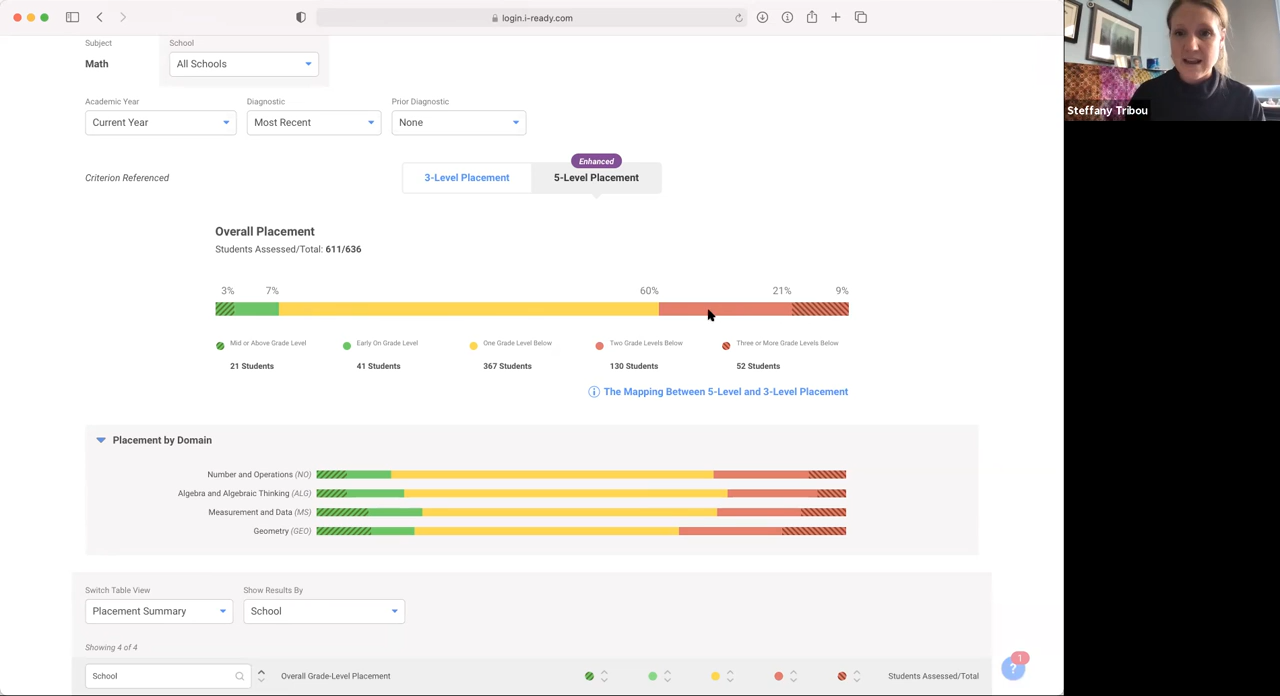 login.i-ready.com
Subject
School
Math
All Schools
Academic Year
Diagnostic
Prior Diagnostic
Current Year
Most Recent
None
Enhanced
Criterion Referenced
3-Level Placement
5-Level Placement
Overall Placement
Students Assessed/Total: 611/636
3% 7% 60% 21% 9%
Mid or Above Grade Level
Early On Grade Level
One Grade Level Below
Two Grade Levels Below
Three or More Grade Levels Below
21 Students
41 Students
367 Students
130 Students
52 Students
The Mapping Between 5-Level and 3-Level Placement
Placement by Domain
Number and Operations (NO)
Algebra and Algebraic Thinking (ALG)
Measurement and Data (MS)
Geometry (GEO)
Switch Table View
Show Results By
Placement Summary
School
Showing 4 of 4
School
Overall Grade-Level Placement
Students Assessed/Total
1
?
Steffany Tribou